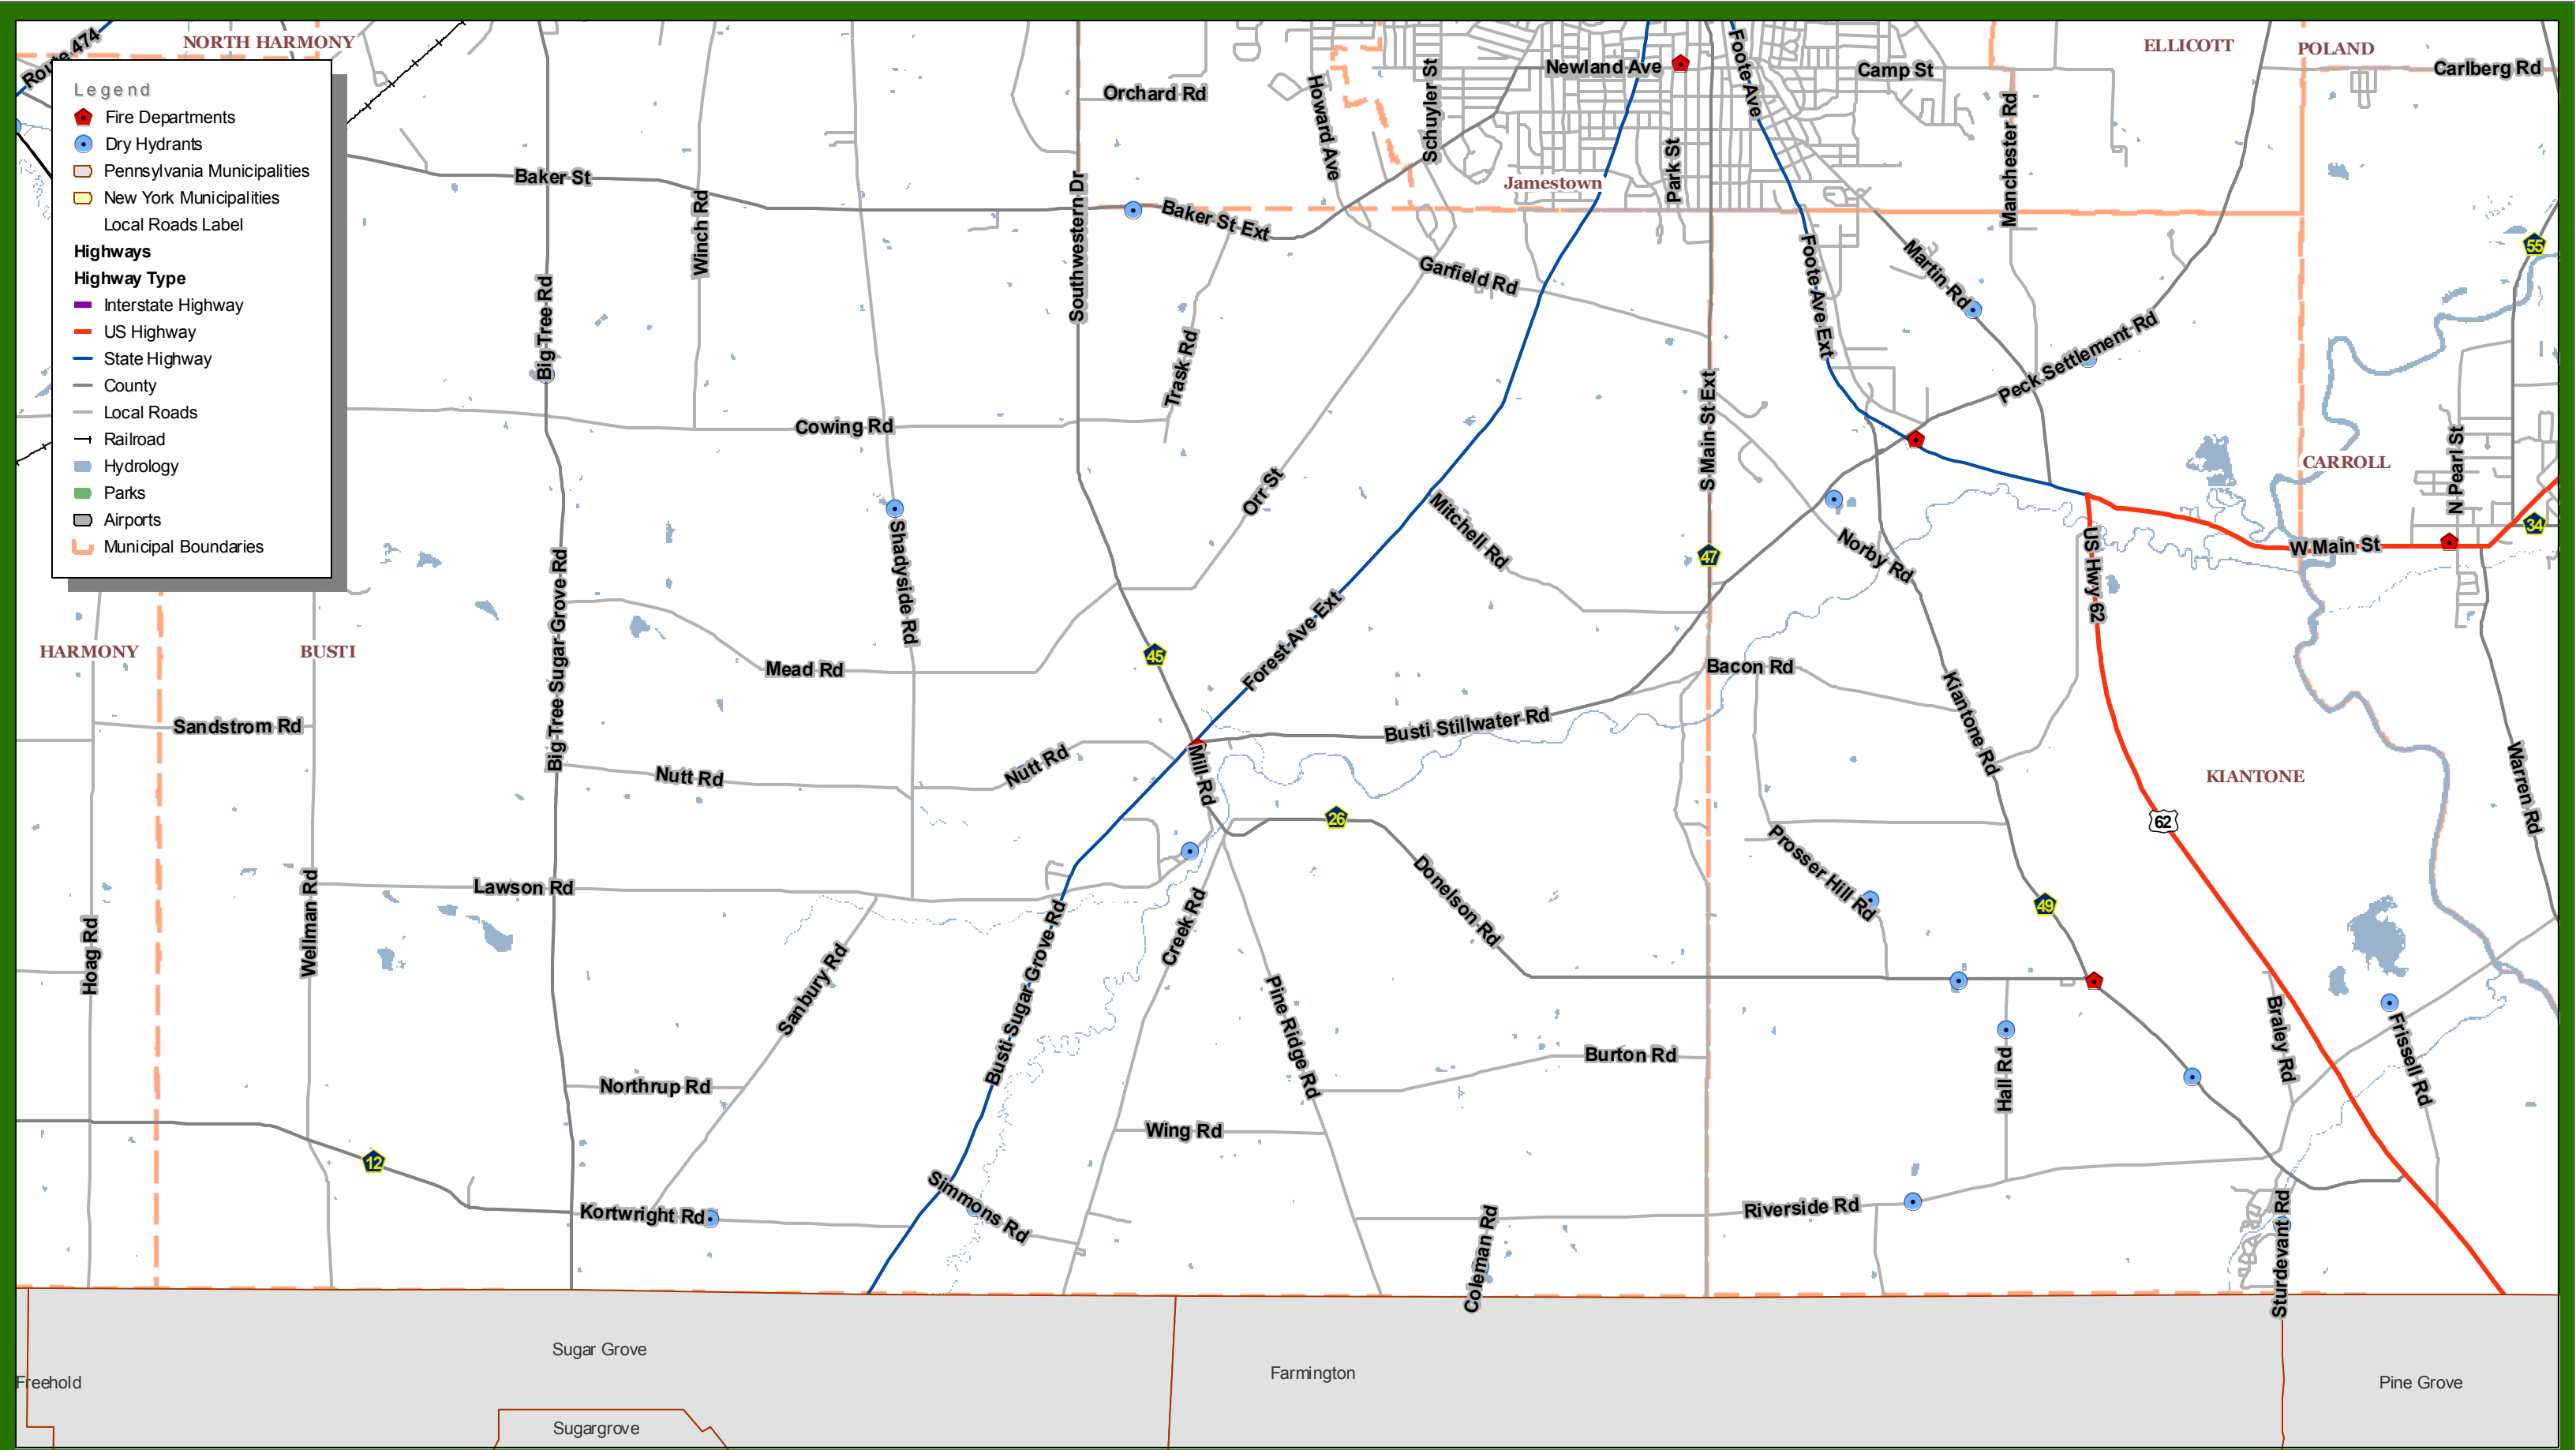 Route 474
NORTH HARMONY
ELLICOTT
POLAND
Newland Ave
Foote Ave
Camp St
Carlberg Rd
Orchard Rd
Howard Ave
Schuyler St
Park St
Manchester Rd
Legend
Fire Departments
Dry Hydrants
Pennsylvania Municipalities
New York Municipalities
Local Roads Label
Highways
Highway Type
Interstate Highway
US Highway
State Highway
County
Local Roads
Railroad
Hydrology
Parks
Airports
Municipal Boundaries
Baker St
Winch Rd
Southwestern Dr
Baker St Ext
Jamestown
Big Tree Rd
Garfield Rd
Foote Ave Ext
Martin Rd
55
Trask Rd
Peck Settlement Rd
Cowing Rd
S Main St Ext
N Pearl St
CARROLL
Orr St
Mitchell Rd
Shadyside Rd
47
Norby Rd
US Hwy 62
W Main St
34
Big Tree Sugar Grove Rd
HARMONY
BUSTI
45
Forest Ave Ext
Mead Rd
Bacon Rd
Kiantone Rd
Sandstrom Rd
Busti Stillwater Rd
Nutt Rd
Nutt Rd
Mill Rd
KIANTONE
Warren Rd
26
62
Prosser Hill Rd
Donelson Rd
Lawson Rd
Wellman Rd
Hoag Rd
Creek Rd
49
Sanbury Rd
Busti Sugar Grove Rd
Pine Ridge Rd
Braley Rd
Frissell Rd
Burton Rd
Hall Rd
Northrup Rd
Wing Rd
12
Simmons Rd
Kortwright Rd
Coleman Rd
Riverside Rd
Sturdevant Rd
Sugar Grove
Farmington
Freehold
Pine Grove
Sugargrove